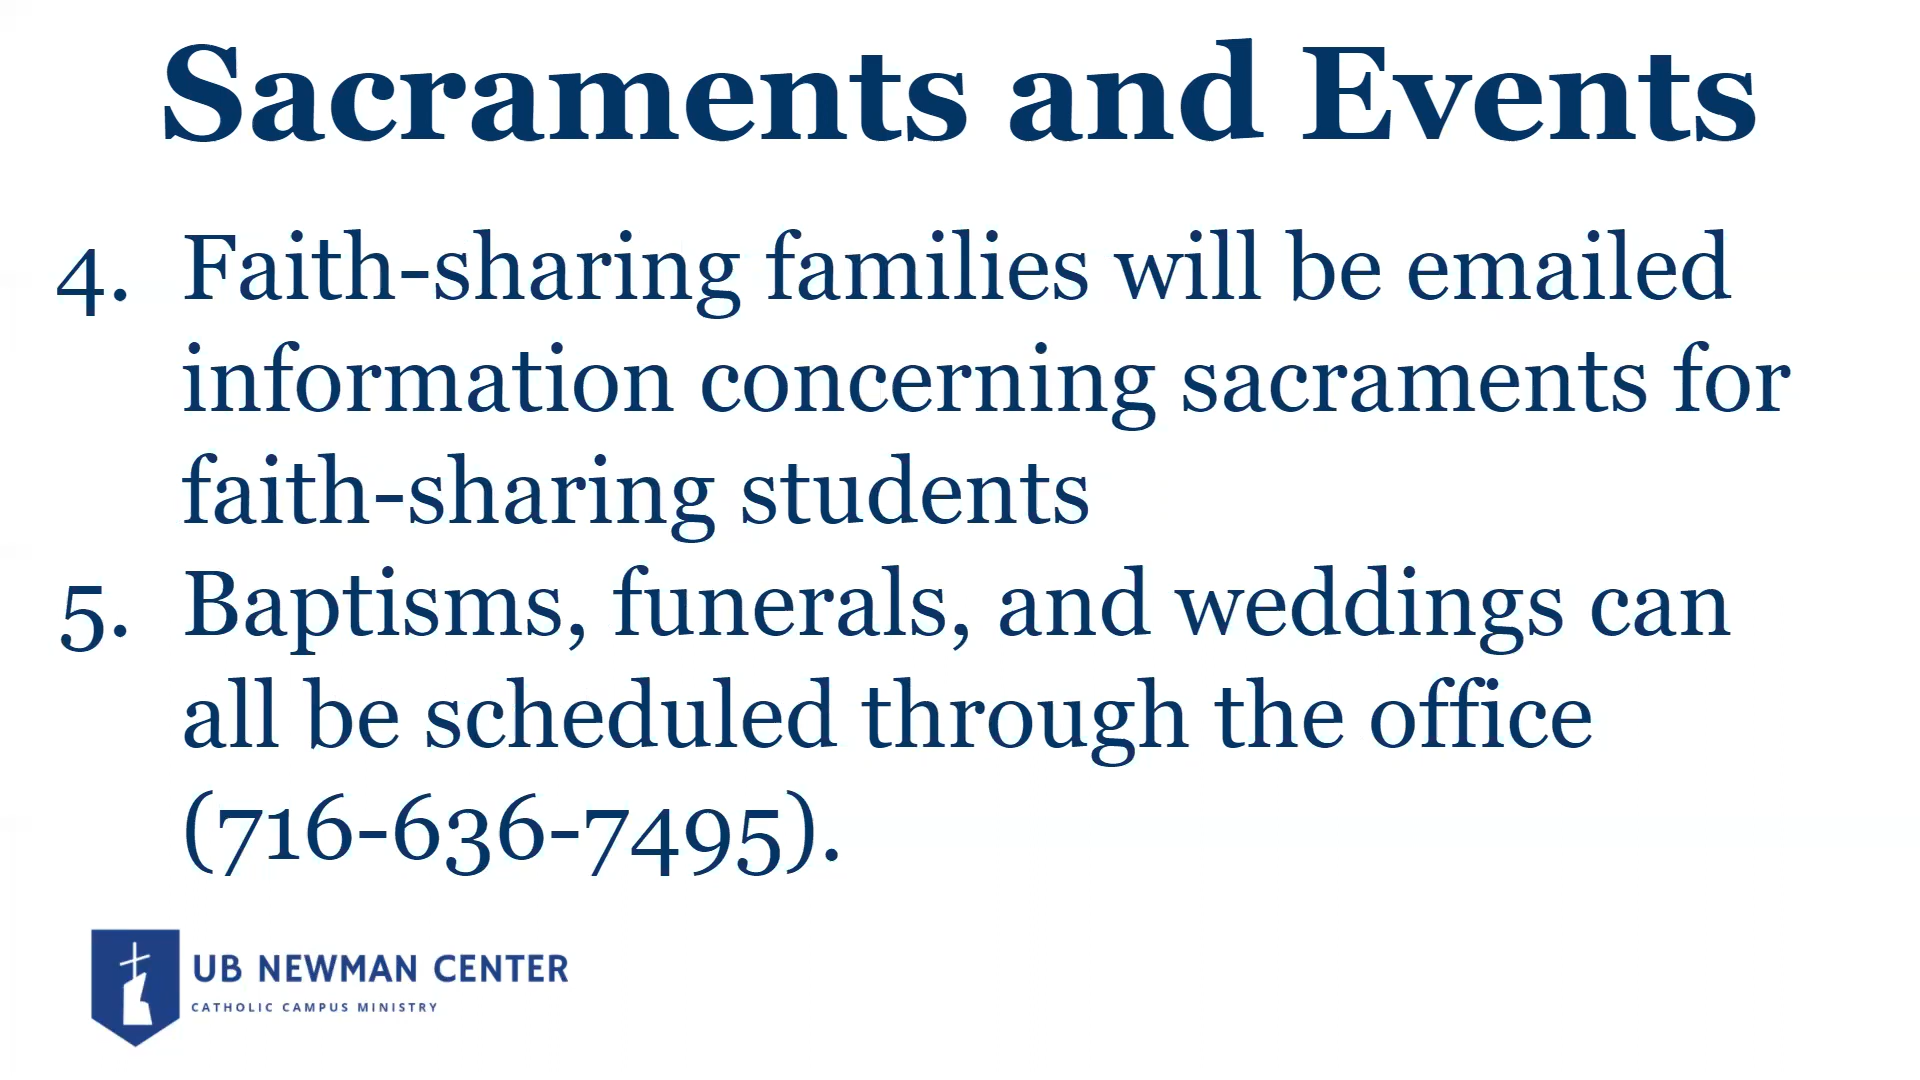 Sacraments and Events
4. Faith-sharing families will be emailed
information concerning sacraments for
faith-sharing students
5. Baptisms, funerals, and weddings can
all be scheduled through the office
(716-636-7495).
UB NEWMAN CENTER
CATHOLIC CAMPUS MINISTRY